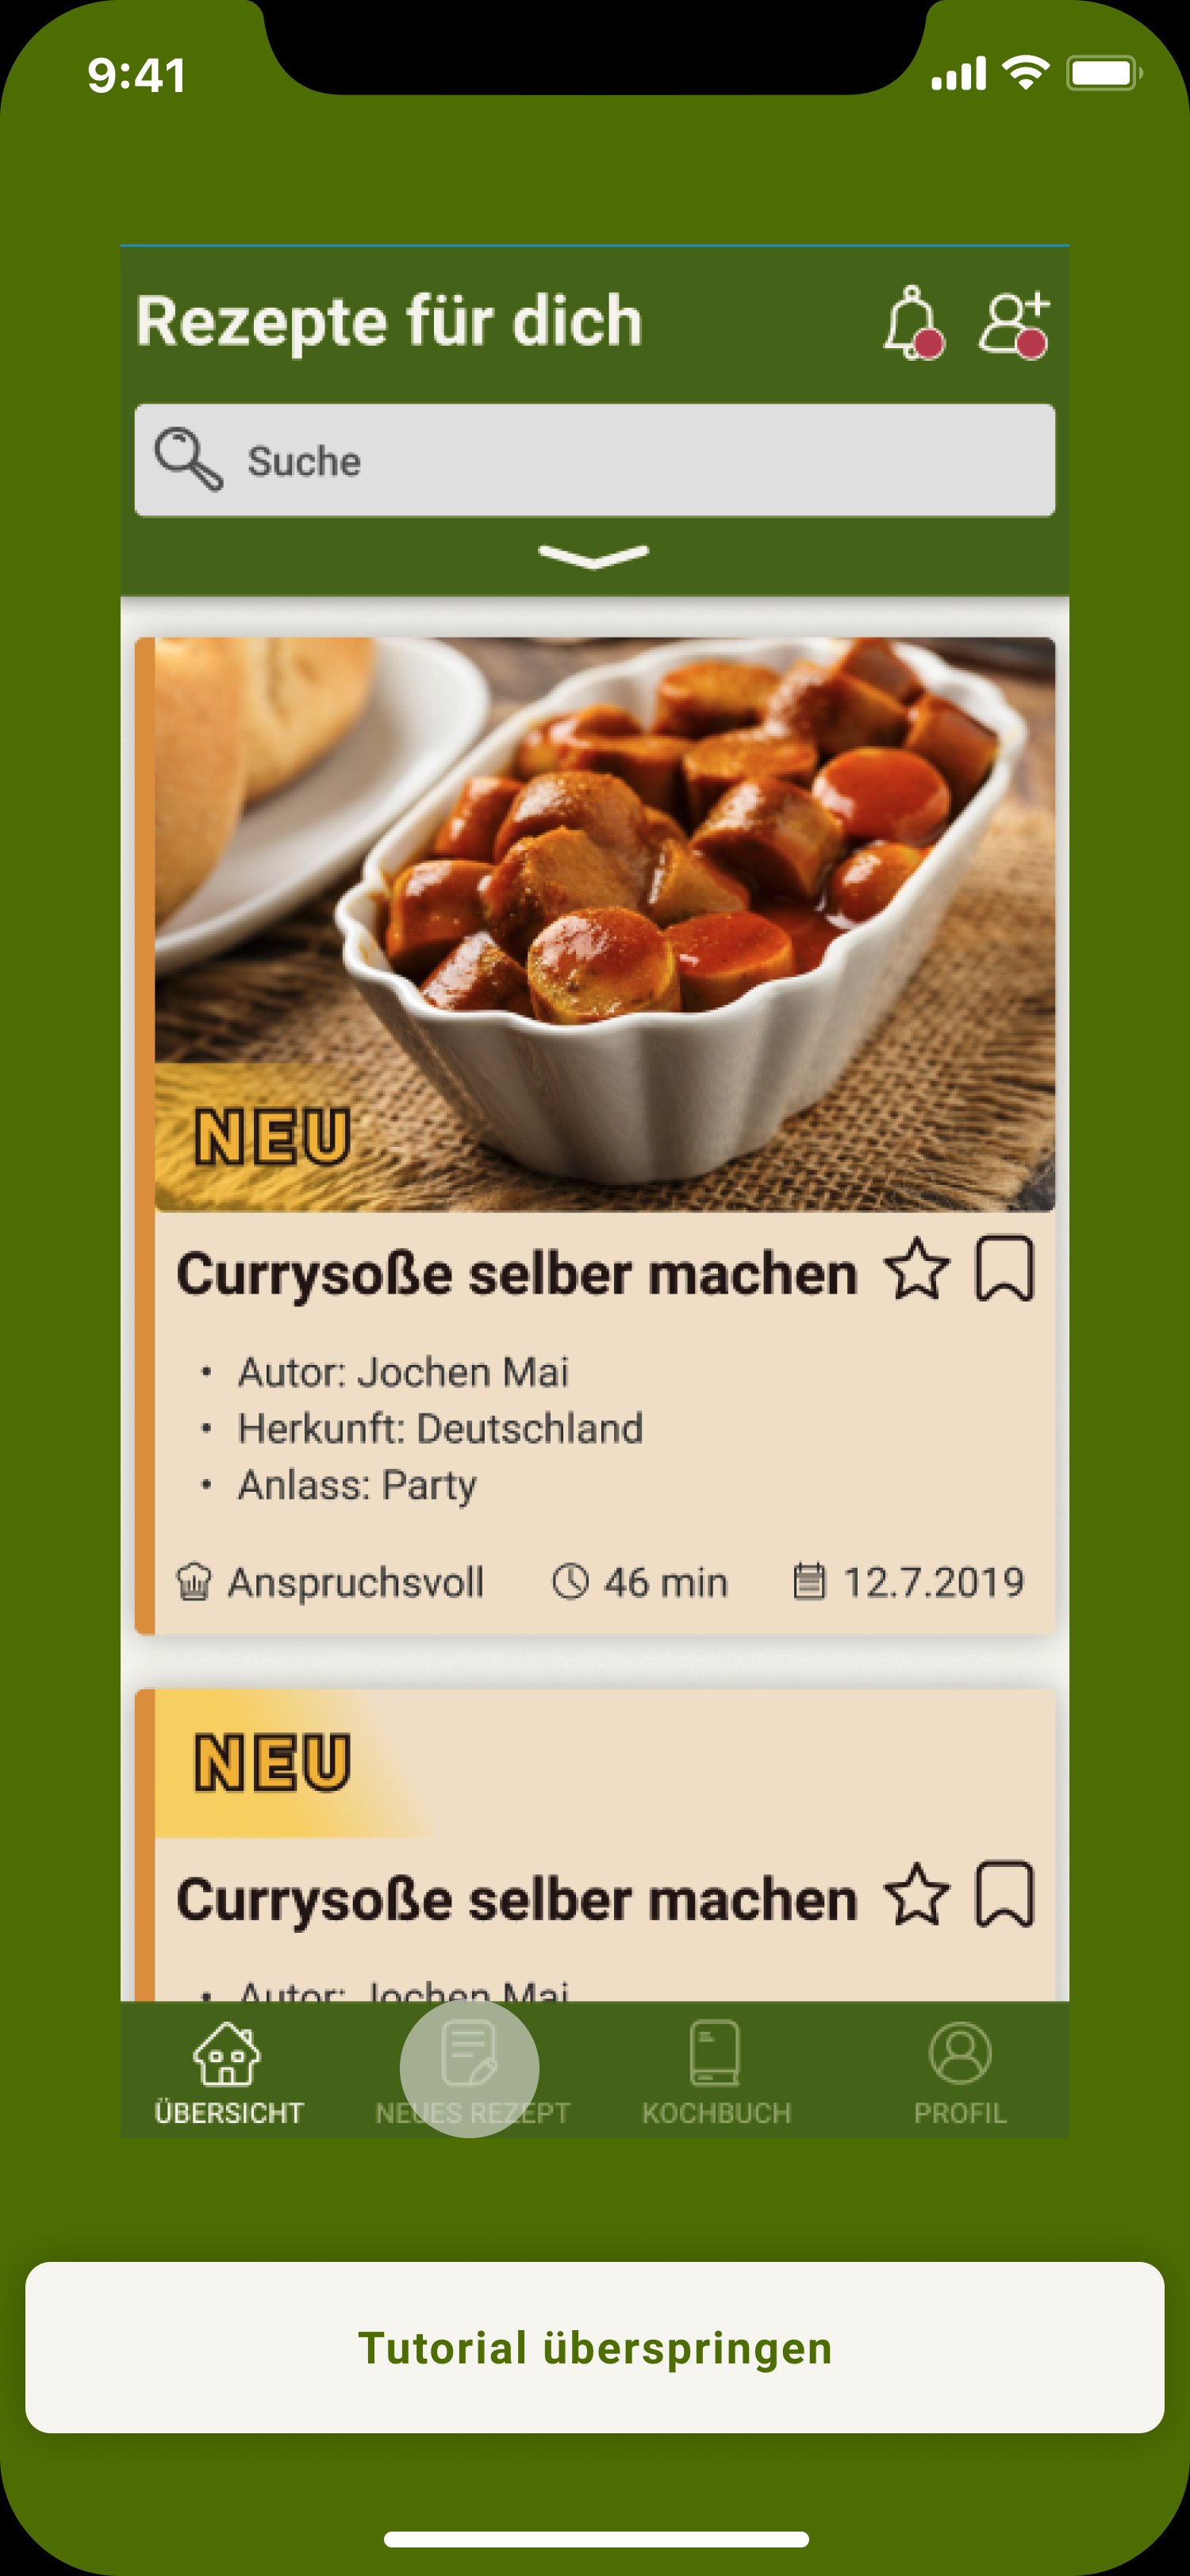 9:41
Rezepte für dich
Suche
NEU
Currysoße selber machen
• Autor: Jochen Mai
• Herkunft: Deutschland
• Anlass: Party
Anspruchsvoll 46 min 12.7.2019
NEU
Currysoße selber machen
• Autor: Jochen Mai
ÜBERSICHT NEUES REZEPT KOCHBUCH PROFIL
Tutorial überspringen